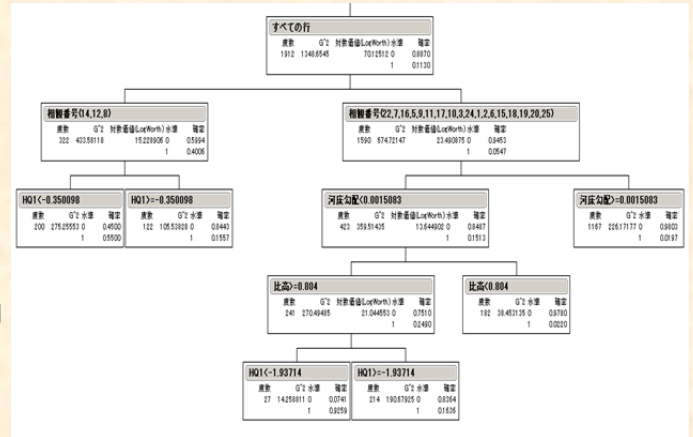 すべての行
度数 G^2 対数価値(LogWorth) 水準 確定
1912 1348.6545 70.12512 0 0.8870
1 0.1130
相観番号(14,12,8)
度数 G^2 対数価値(LogWorth) 水準 確定
322 433.58118 15.228906 0 0.5994
1 0.4006
相観番号(22,7,16,5,9,11,17,10,3,24,1,2,6,15,18,19,20,25)
度数 G^2 対数価値(LogWorth) 水準 確定
1590 674.72147 23.490875 0 0.9453
1 0.0547
HQ1<-0.350098
度数 G^2 水準 確定
200 275.25553 0 0.4500
1 0.5500
HQ1>=-0.350098
度数 G^2 水準 確定
122 105.53828 0 0.8443
1 0.1557
河床勾配<0.0015083
度数 G^2 対数価値(LogWorth) 水準 確定
423 359.51435 13.644902 0 0.8487
1 0.1513
河床勾配>=0.0015083
度数 G^2 水準 確定
1167 226.17177 0 0.9803
1 0.0197
比高>=0.804
度数 G^2 対数価値(LogWorth) 水準 確定
241 270.49485 21.044553 0 0.7510
1 0.2490
比高<0.804
度数 G^2 水準 確定
182 38.453135 0 0.9780
1 0.0220
HQ1<-1.93714
度数 G^2 水準 確定
27 14.258811 0 0.0741
1 0.9259
HQ1>=-1.93714
度数 G^2 水準 確定
214 190.57925 0 0.8364
1 0.1636